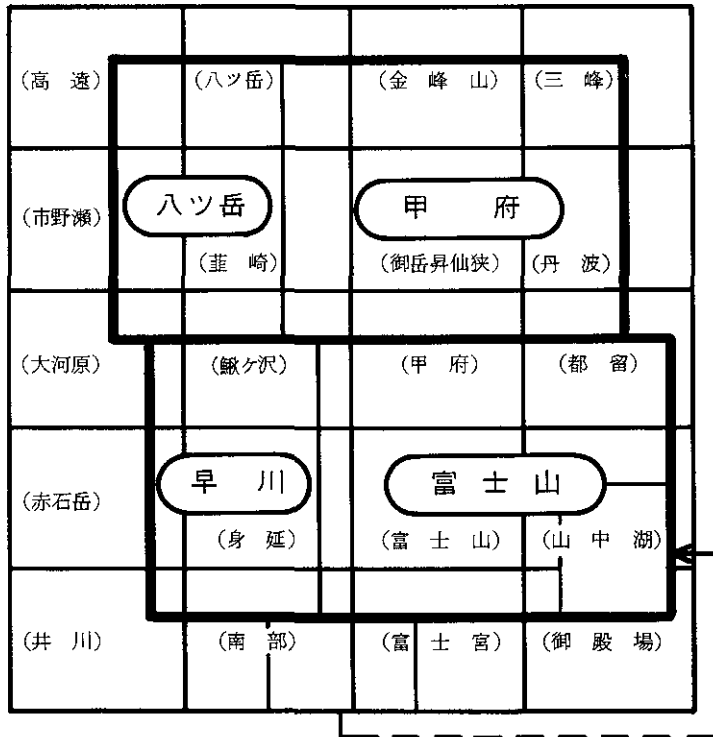 (高 遠) (八ツ岳) (金 峰 山) (三 峰)
八ツ岳 甲 府
(市野瀬)
(韮 崎) (御岳昇仙狭) (丹 波)
(大河原) (鰍ケ沢) (甲 府) (都 留)
早 川 富 士 山
(赤石岳)
(身 延) (富 士 山) (山 中 湖)
(井 川) (南 部) (富 士 宮) (御 殿 場)